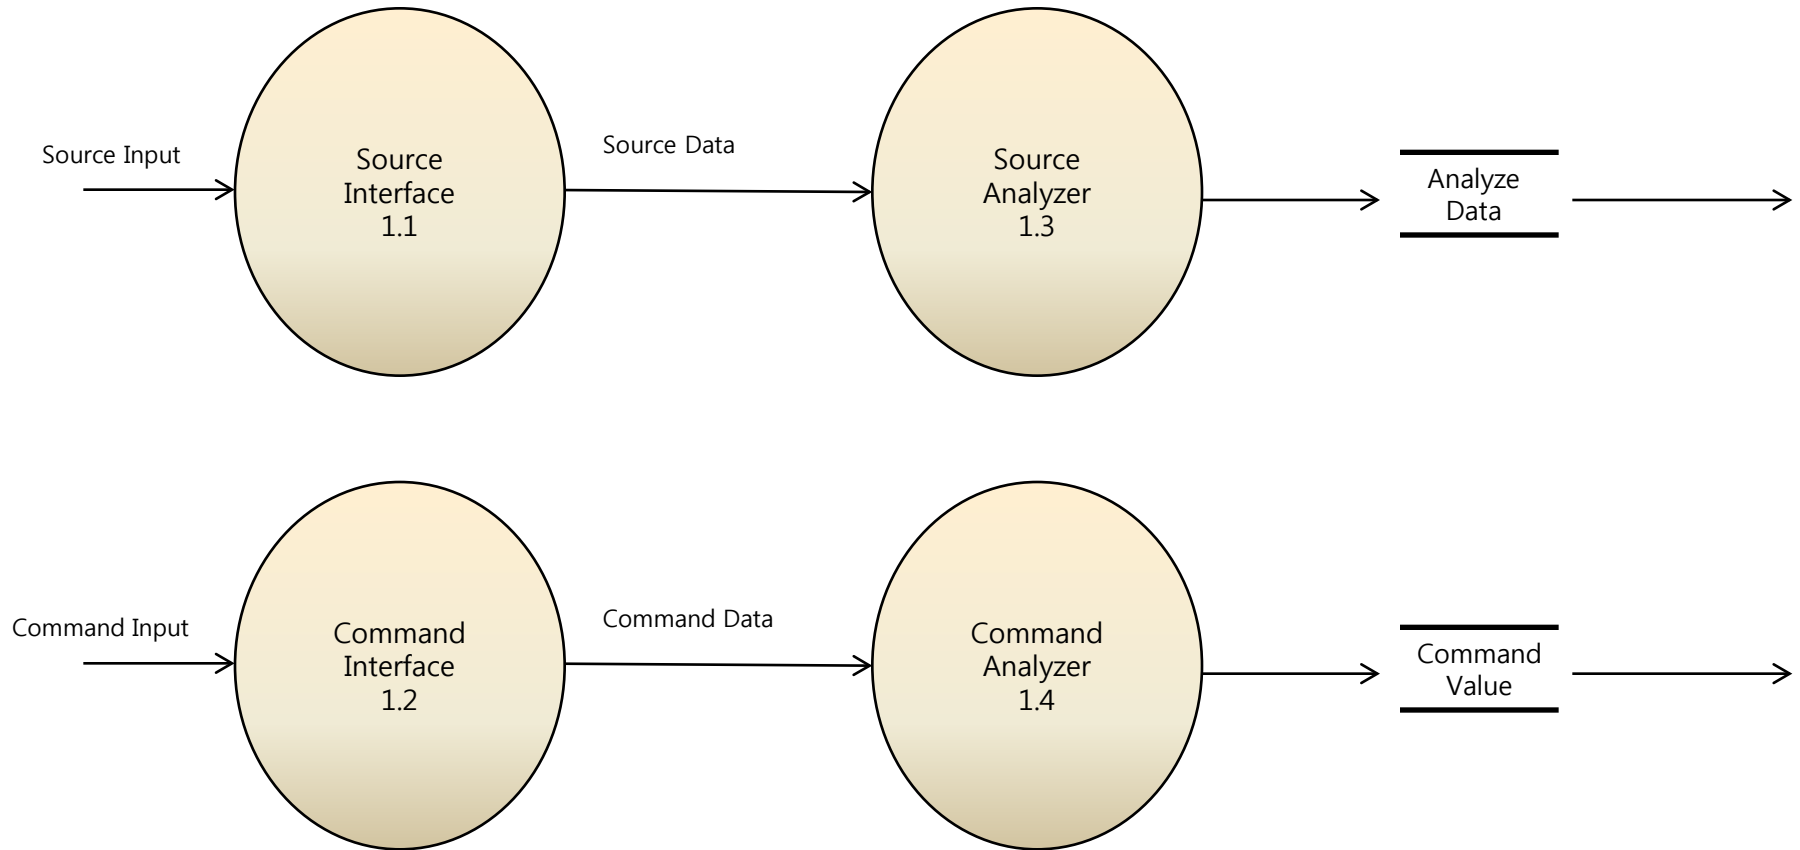 Source Input
Source
Interface
1.1
Source Data
Source
Analyzer
1.3
Analyze
Data
Command Input
Command
Interface
1.2
Command Data
Command
Analyzer
1.4
Command
Value